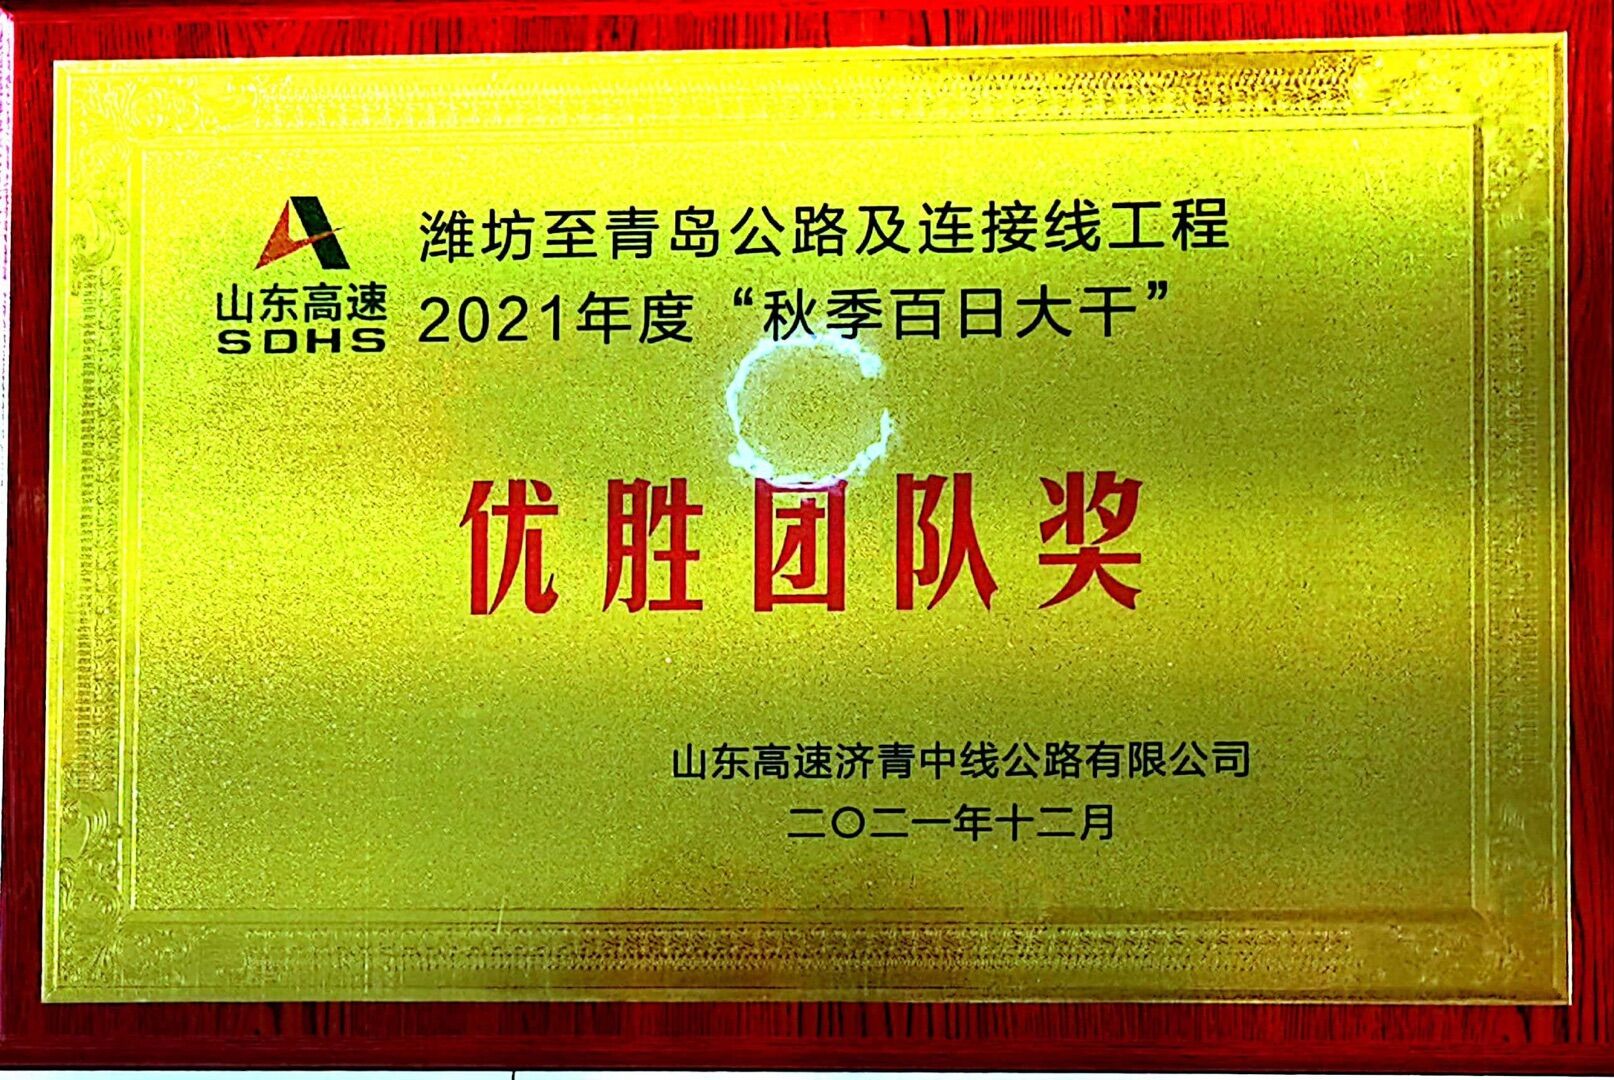 山东高速
SDHS
潍坊至青岛公路及连接线工程
2021年度“秋季百日大干”
优胜团队奖
山东高速济青中线公路有限公司
二〇二一年十二月